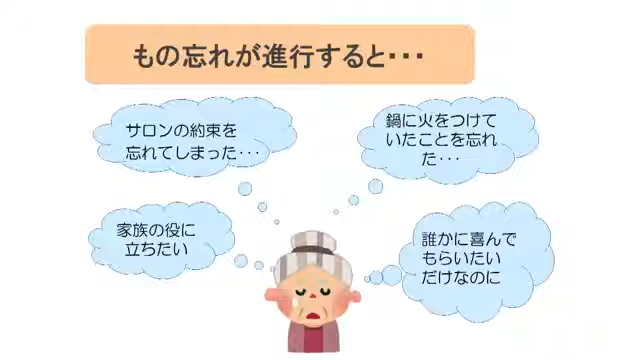 もの忘れが進行すると・・・
サロンの約束を
忘れてしまった・・・
鍋に火をつけて
いたことを忘れ
た・・・
家族の役に
立ちたい
誰かに喜んで
もらいたい
だけなのに